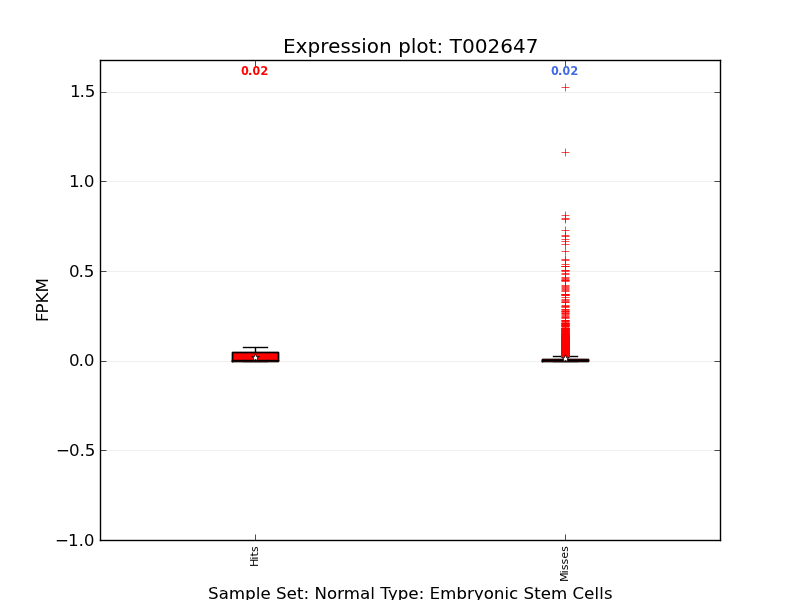 Expression plot: T002647
0.02
0.02
1.5
1.0
0.5
0.0
−0.5
−1.0
FPKM
Hits
Misses
Sample Set: Normal Type: Embryonic Stem Cells